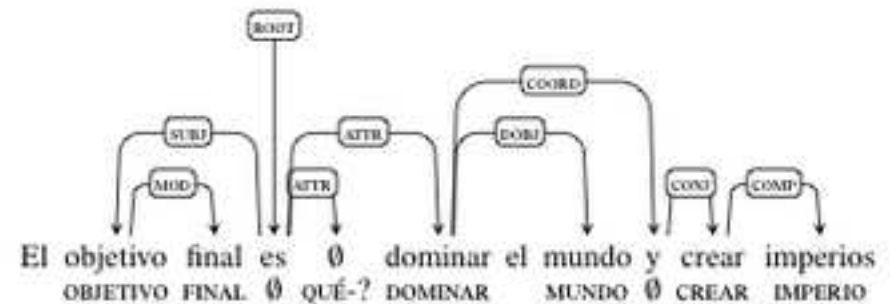 ROOT
COORD
SUBJ ATTR DOBJ
MOD ATTR CONJ COMP
El objetivo final es ∅ dominar el mundo y crear imperios
OBJETIVO FINAL ∅ QUÉ-? DOMINAR MUNDO ∅ CREAR IMPERIO